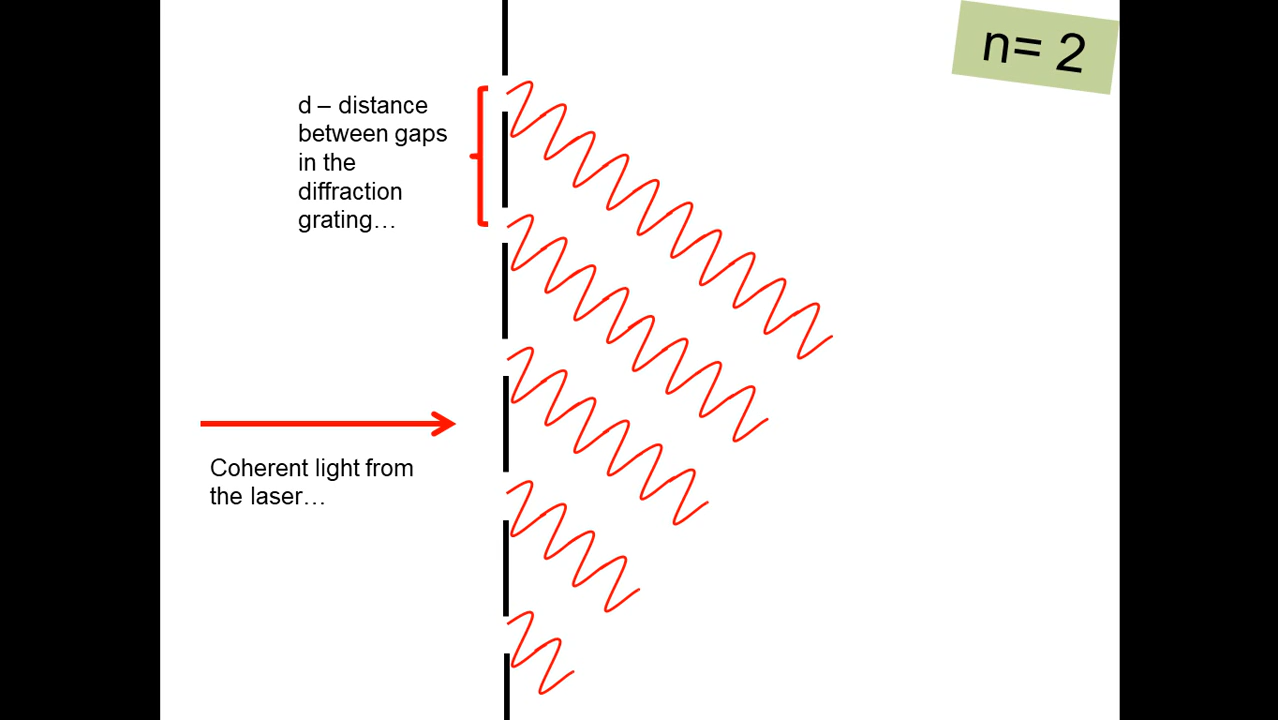 n= 2
d – distance
between gaps
in the
diffraction
grating…
Coherent light from
the laser…